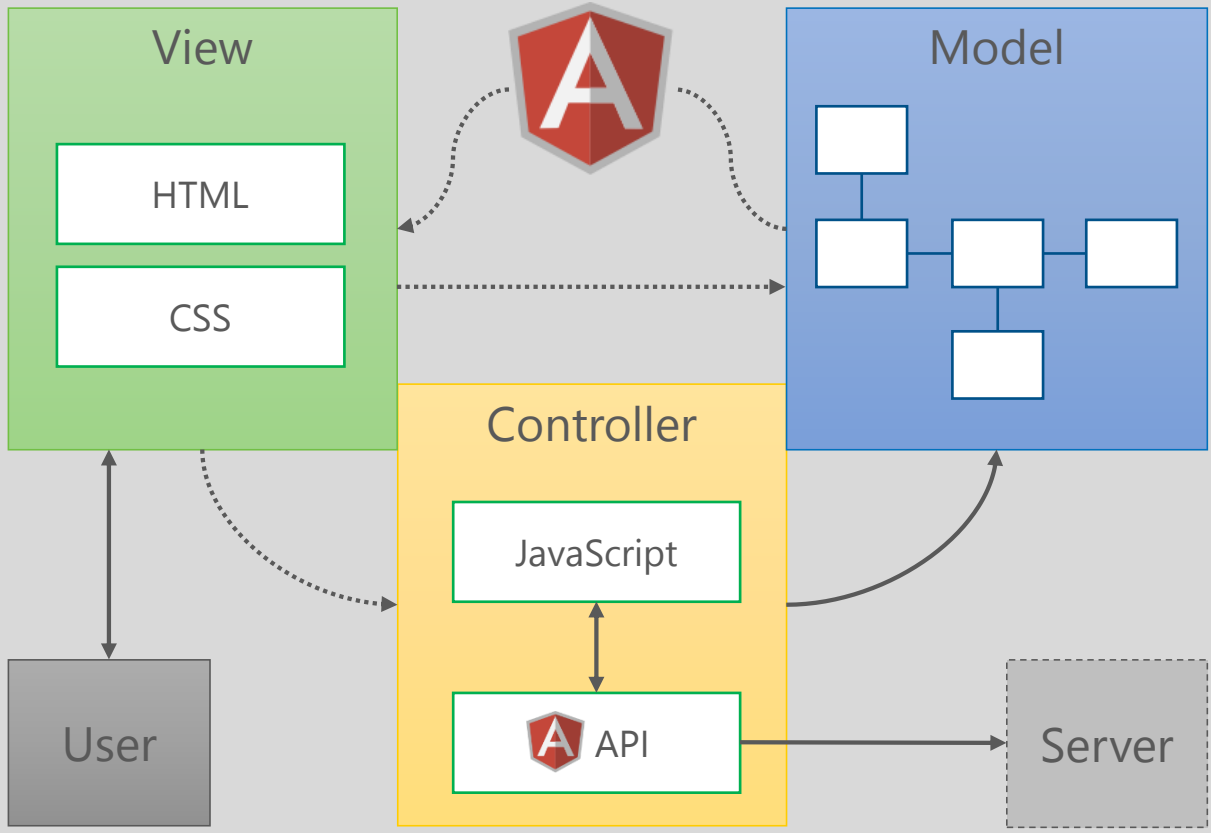 View
Model
HTML
CSS
Controller
JavaScript
API
User
Server